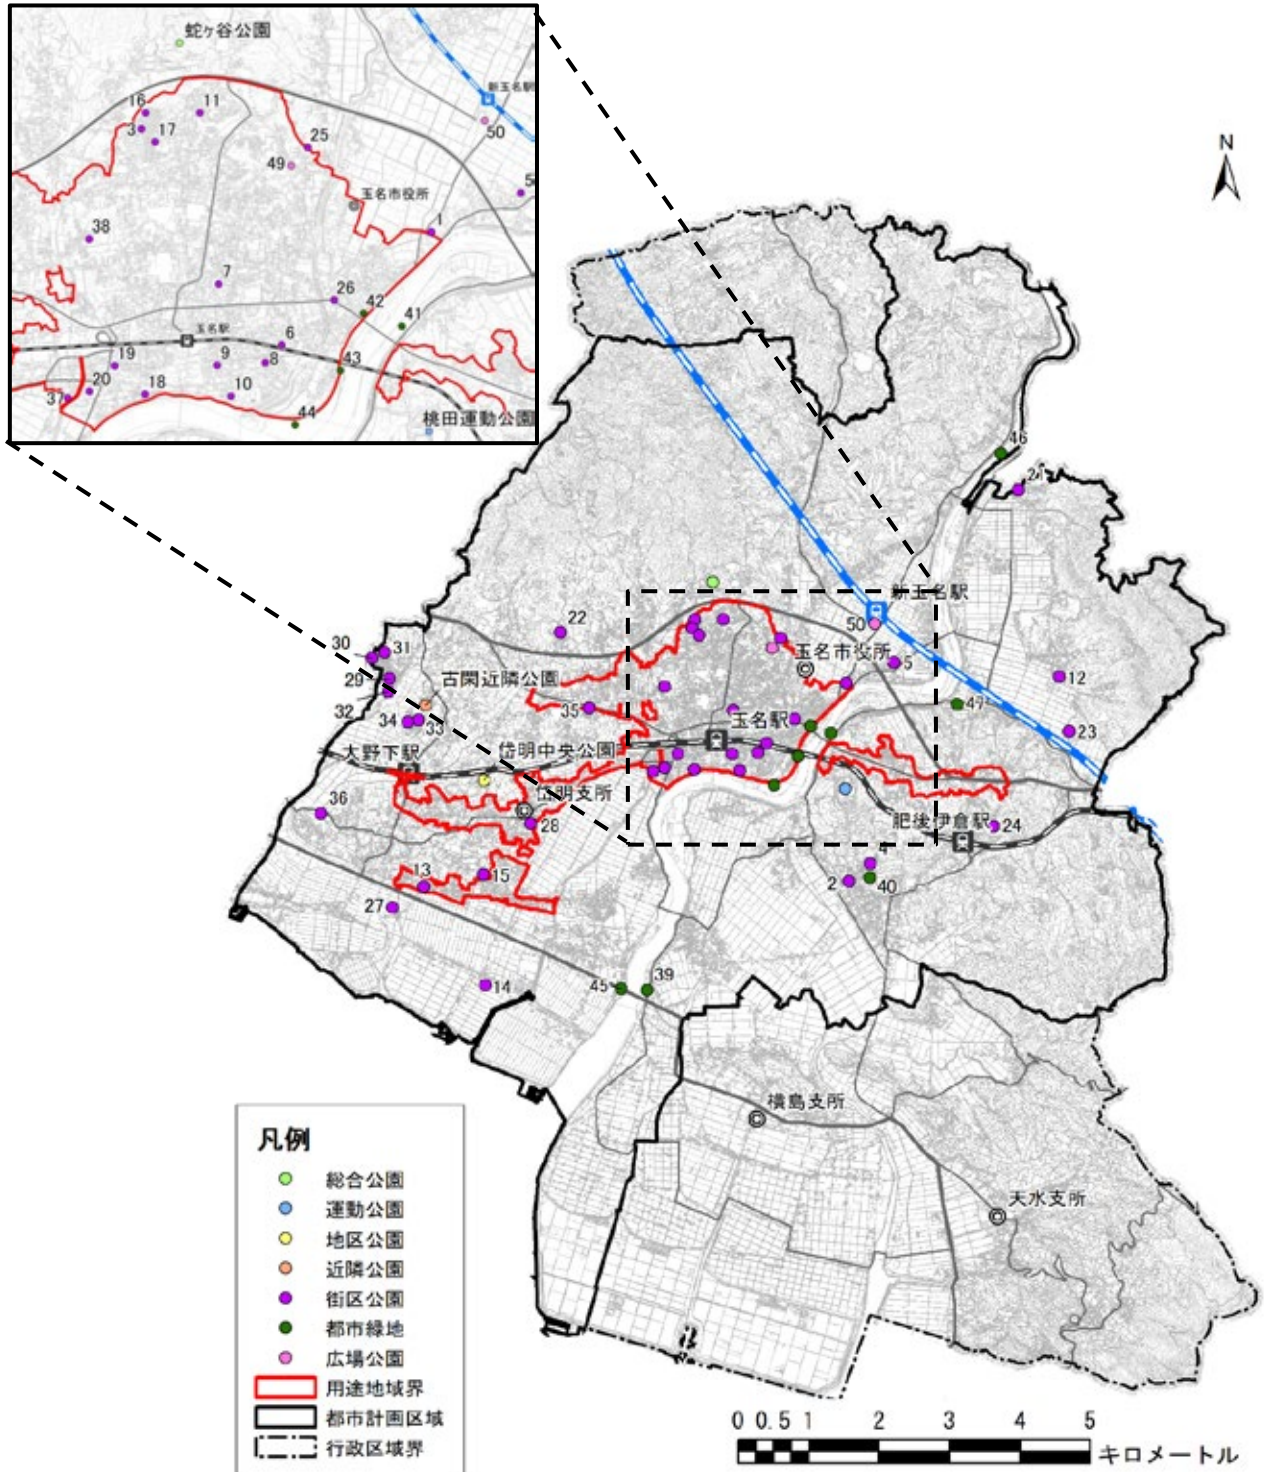 蛇ヶ谷公園
新玉名駅
16
11
3
17
50
25
49
玉名市役所
5
1
38
7
26
42
41
玉名駅
6
19
9
8
43
20
18
10
37
44
桃田運動公園
N
46
21
新玉名駅
22
50
30
31
玉名市役所
5
29
古閑近隣公園
12
32
34
33
35
47
玉名駅
23
大野下駅
岱明中央公園
岱明支所
36
28
肥後伊倉駅
24
13
15
4
2
40
27
14
45
39
横島支所
天水支所
凡例
総合公園
運動公園
地区公園
近隣公園
街区公園
都市緑地
広場公園
用途地域界
都市計画区域
行政区域界
0 0.5 1 2 3 4 5
キロメートル